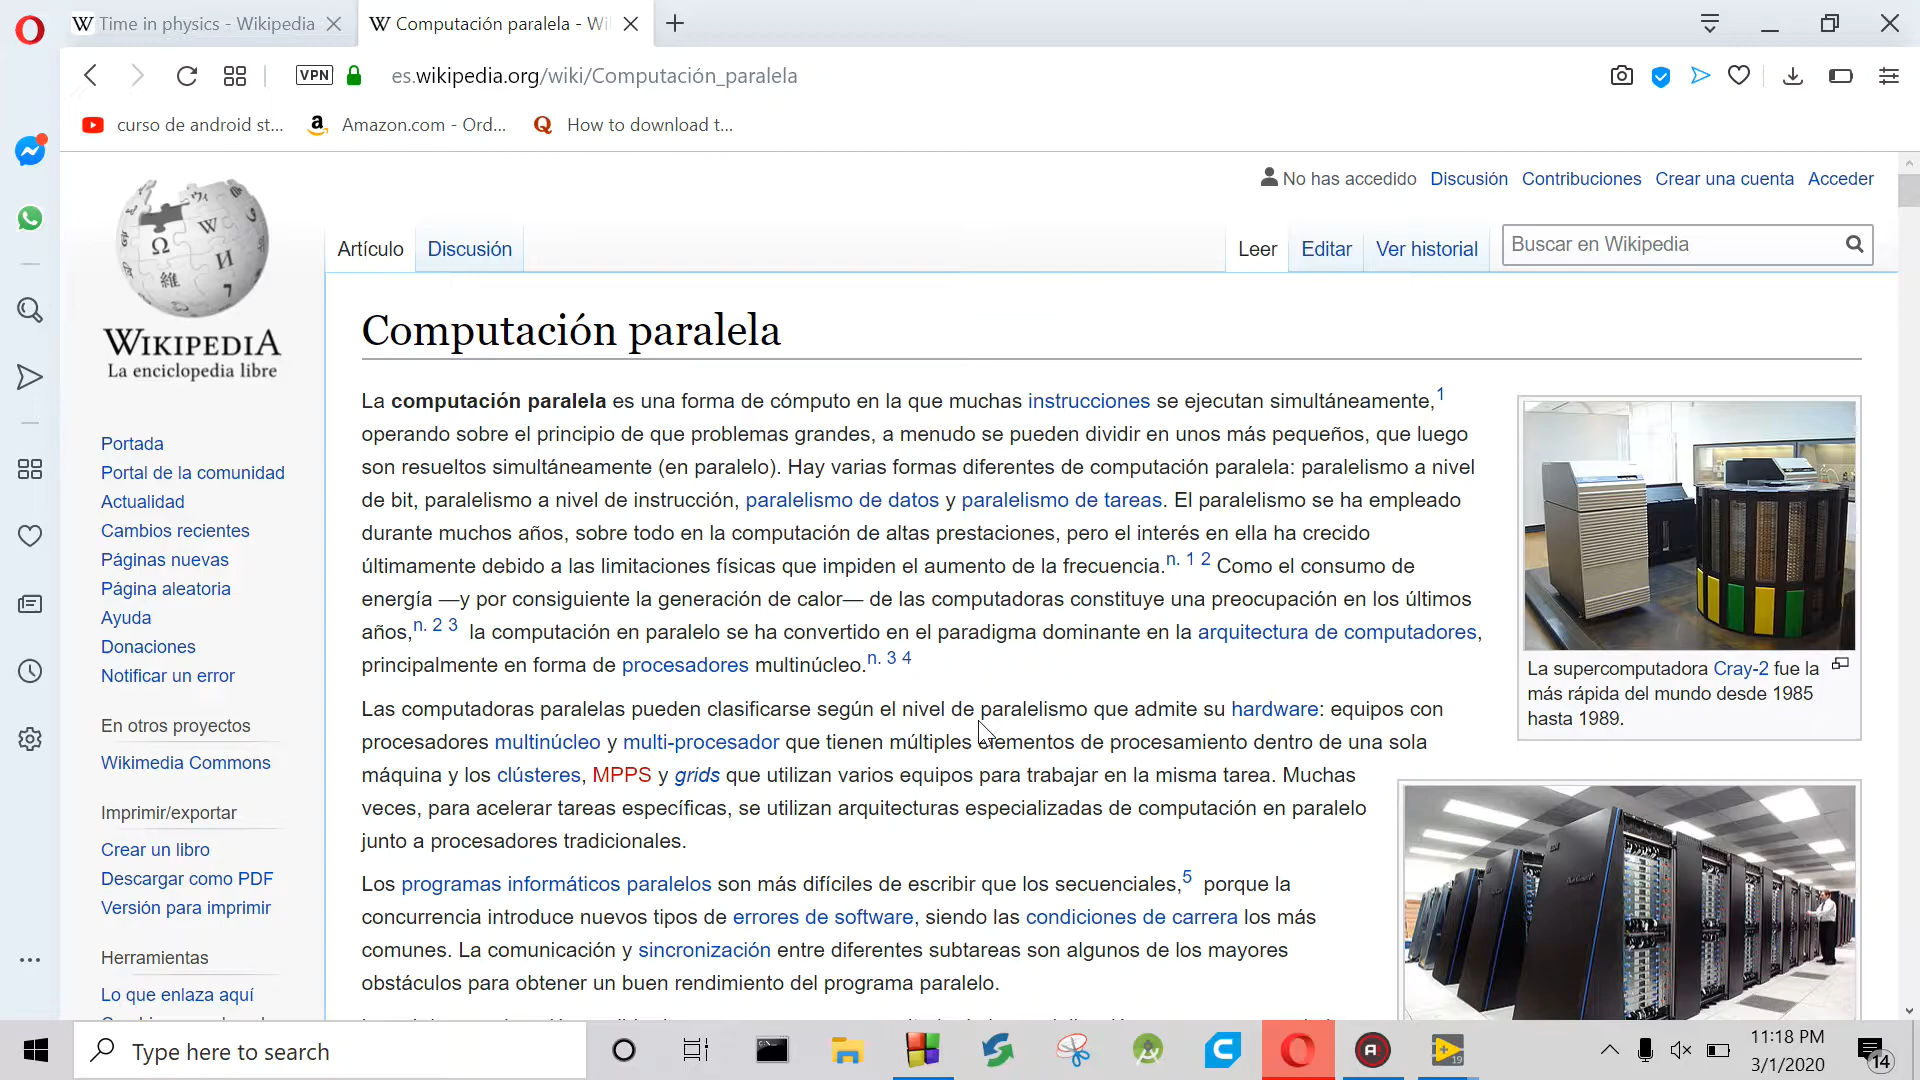 Time in physics - Wikipedia
Computación paralela - Wi
VPN
es.wikipedia.org/wiki/Computación_paralela
curso de android st...
Amazon.com - Ord...
How to download t...
No has accedido Discusión Contribuciones Crear una cuenta Acceder
Artículo Discusión Leer Editar Ver historial Buscar en Wikipedia
WIKIPEDIA
La enciclopedia libre
Portada
Portal de la comunidad
Actualidad
Cambios recientes
Páginas nuevas
Página aleatoria
Ayuda
Donaciones
Notificar un error
En otros proyectos
Wikimedia Commons
Imprimir/exportar
Crear un libro
Descargar como PDF
Versión para imprimir
Herramientas
Lo que enlaza aquí
Computación paralela
La computación paralela es una forma de cómputo en la que muchas instrucciones se ejecutan simultáneamente,1
operando sobre el principio de que problemas grandes, a menudo se pueden dividir en unos más pequeños, que luego
son resueltos simultáneamente (en paralelo). Hay varias formas diferentes de computación paralela: paralelismo a nivel
de bit, paralelismo a nivel de instrucción, paralelismo de datos y paralelismo de tareas. El paralelismo se ha empleado
durante muchos años, sobre todo en la computación de altas prestaciones, pero el interés en ella ha crecido
últimamente debido a las limitaciones físicas que impiden el aumento de la frecuencia.n. 1 2 Como el consumo de
energía —y por consiguiente la generación de calor— de las computadoras constituye una preocupación en los últimos
años,n. 2 3 la computación en paralelo se ha convertido en el paradigma dominante en la arquitectura de computadores,
principalmente en forma de procesadores multinúcleo.n. 3 4
Las computadoras paralelas pueden clasificarse según el nivel de paralelismo que admite su hardware: equipos con
procesadores multinúcleo y multi-procesador que tienen múltiples elementos de procesamiento dentro de una sola
máquina y los clústeres, MPPS y grids que utilizan varios equipos para trabajar en la misma tarea. Muchas
veces, para acelerar tareas específicas, se utilizan arquitecturas especializadas de computación en paralelo
junto a procesadores tradicionales.
Los programas informáticos paralelos son más difíciles de escribir que los secuenciales,5 porque la
concurrencia introduce nuevos tipos de errores de software, siendo las condiciones de carrera los más
comunes. La comunicación y sincronización entre diferentes subtareas son algunos de los mayores
obstáculos para obtener un buen rendimiento del programa paralelo.
La supercomputadora Cray-2 fue la
más rápida del mundo desde 1985
hasta 1989.
Type here to search
19
11:18 PM
3/1/2020
14